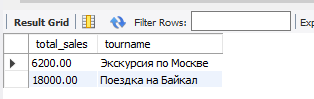 Result Grid Filter Rows: Exp
total_sales tourname
6200.00 Экскурсия по Москве
18000.00 Поездка на Байкал